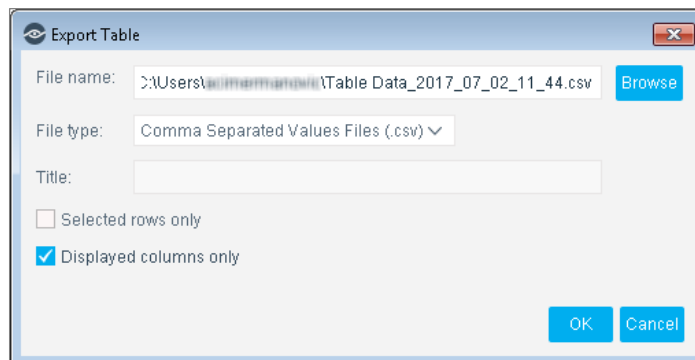 Export Table
File name:
:\Users\ \Table Data_2017_07_02_11_44.csv
Browse
File type:
Comma Separated Values Files (.csv)
Title:
Selected rows only
Displayed columns only
OK
Cancel